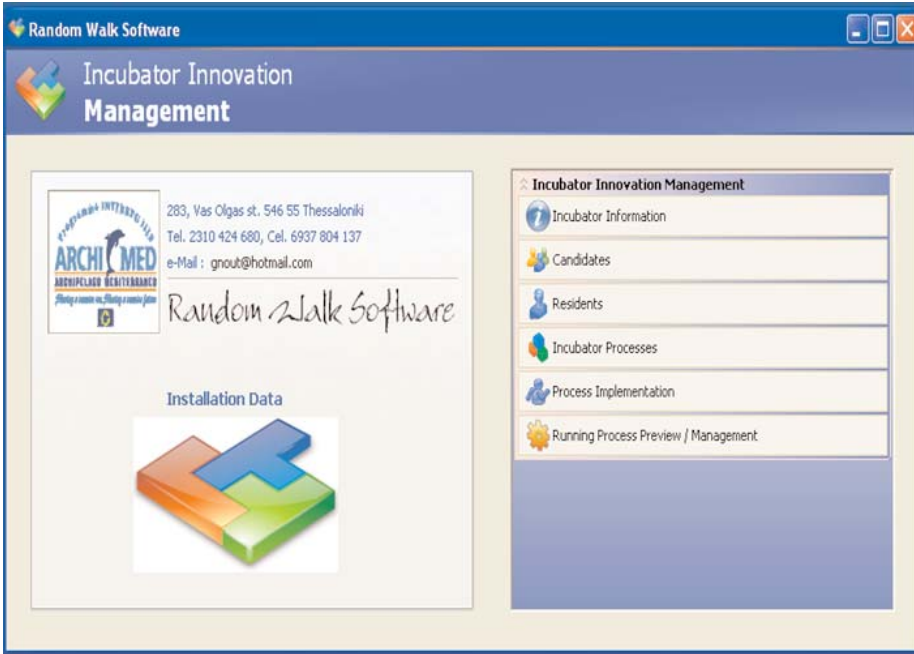 Random Walk Software
Incubator Innovation
Management
283, Vas Olgas st. 546 55 Thessaloniki
Tel. 2310 424 680, Cel. 6937 804 137
e-Mail : gnout@hotmail.com
ARCHI MED
ARCHIPELAGO MEDITERRANEO
Random Walk Software
Installation Data
Incubator Innovation Management
Incubator Information
Candidates
Residents
Incubator Processes
Process Implementation
Running Process Preview / Management